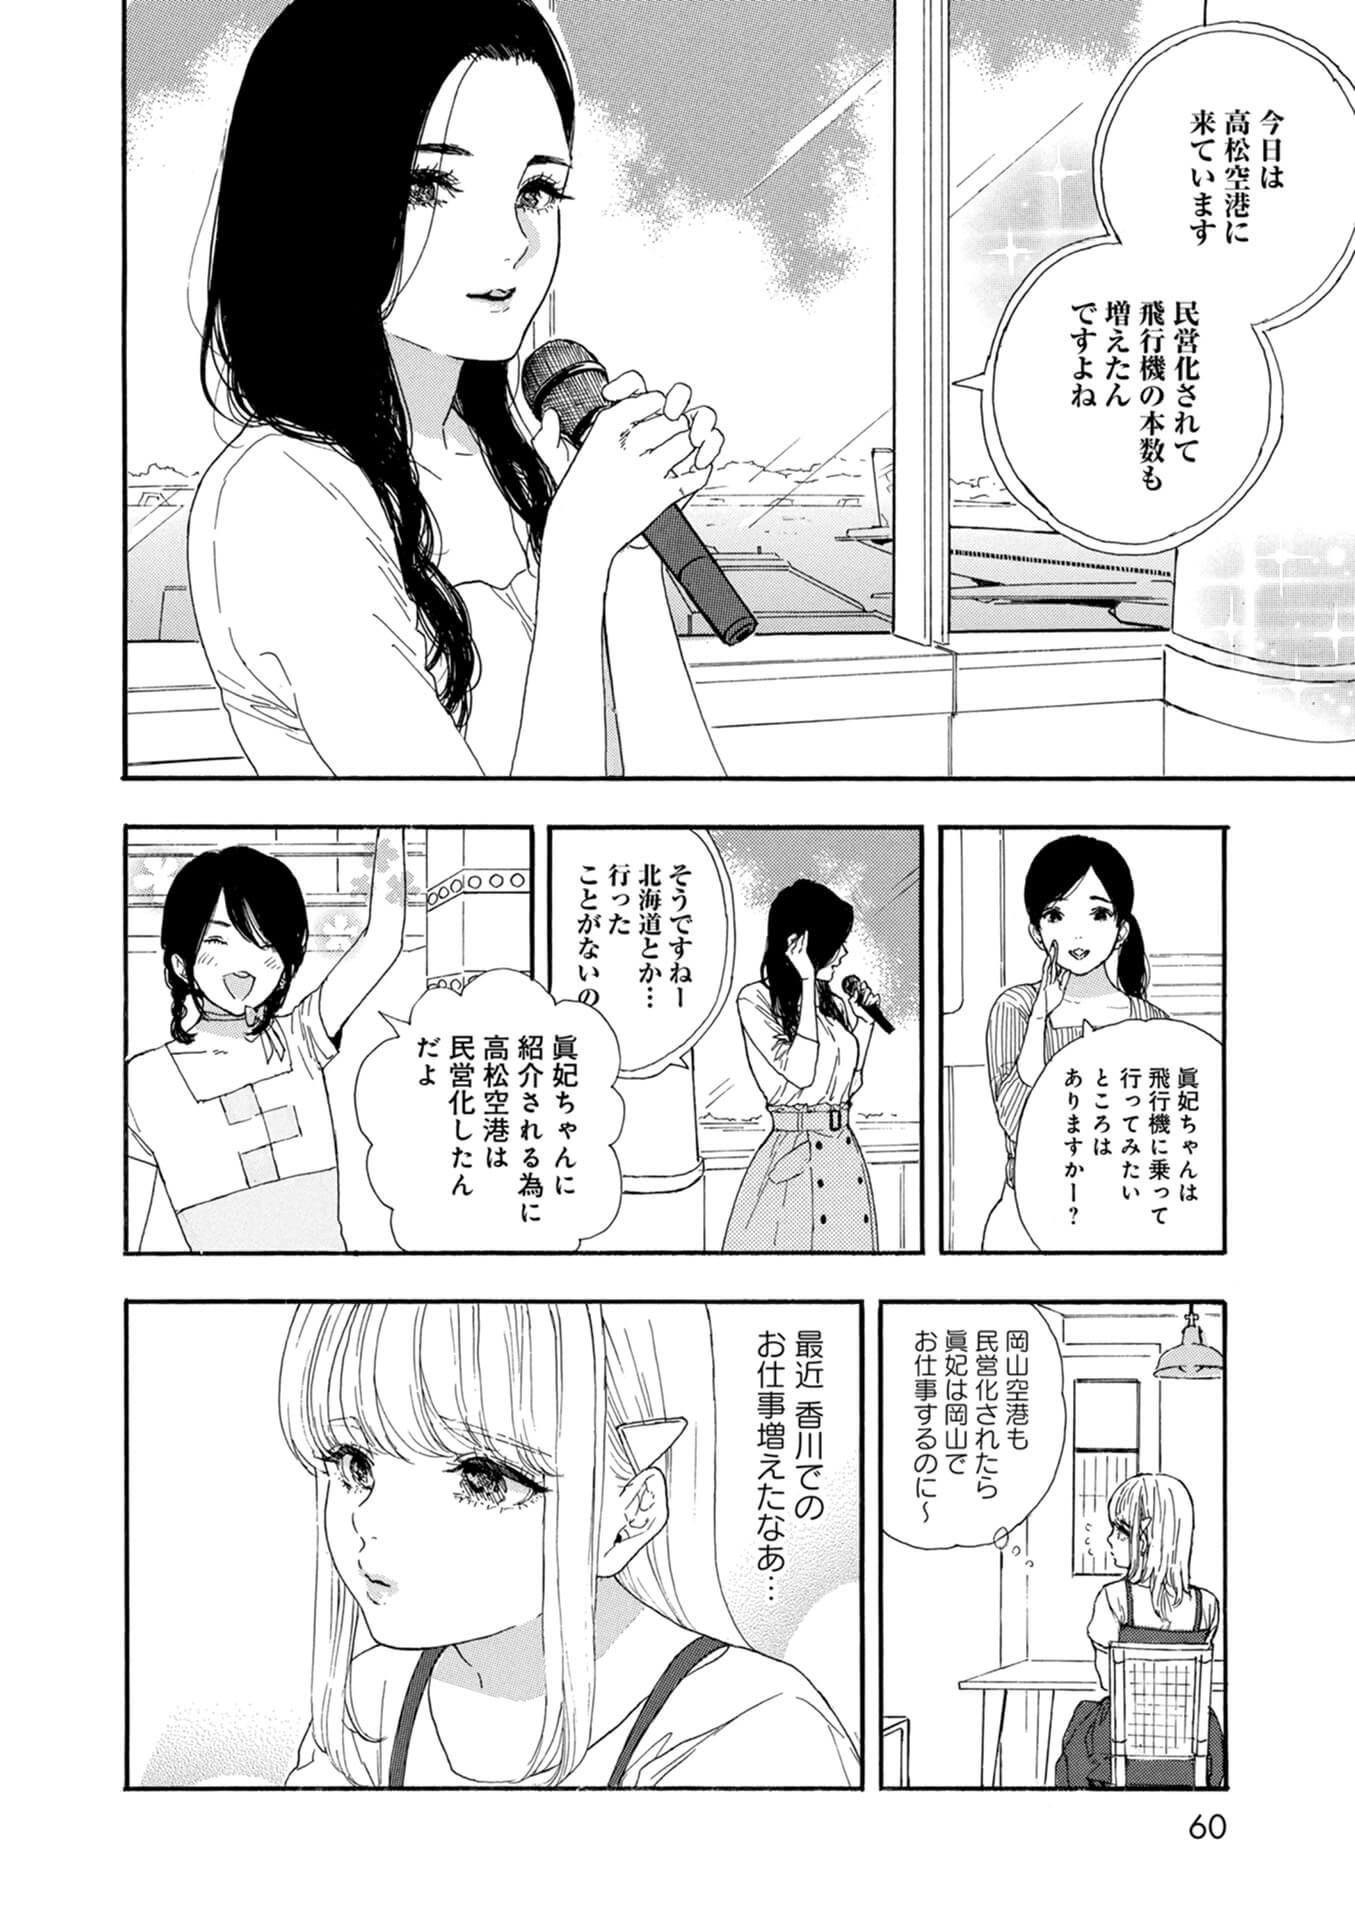 今日は
高松空港に
来ています
民営化されて
飛行機の本数も
増えたん
ですよね
眞妃ちゃんは
飛行機に乗って
行ってみたい
ところは
ありますかー?
そうですねー
北海道とか…
行った
ことがないの
眞妃ちゃんに
紹介される為に
高松空港は
民営化したん
だよ
岡山空港も
民営化されたら
眞妃は岡山で
お仕事するのに〜
最近 香川での
お仕事増えたなあ…
60